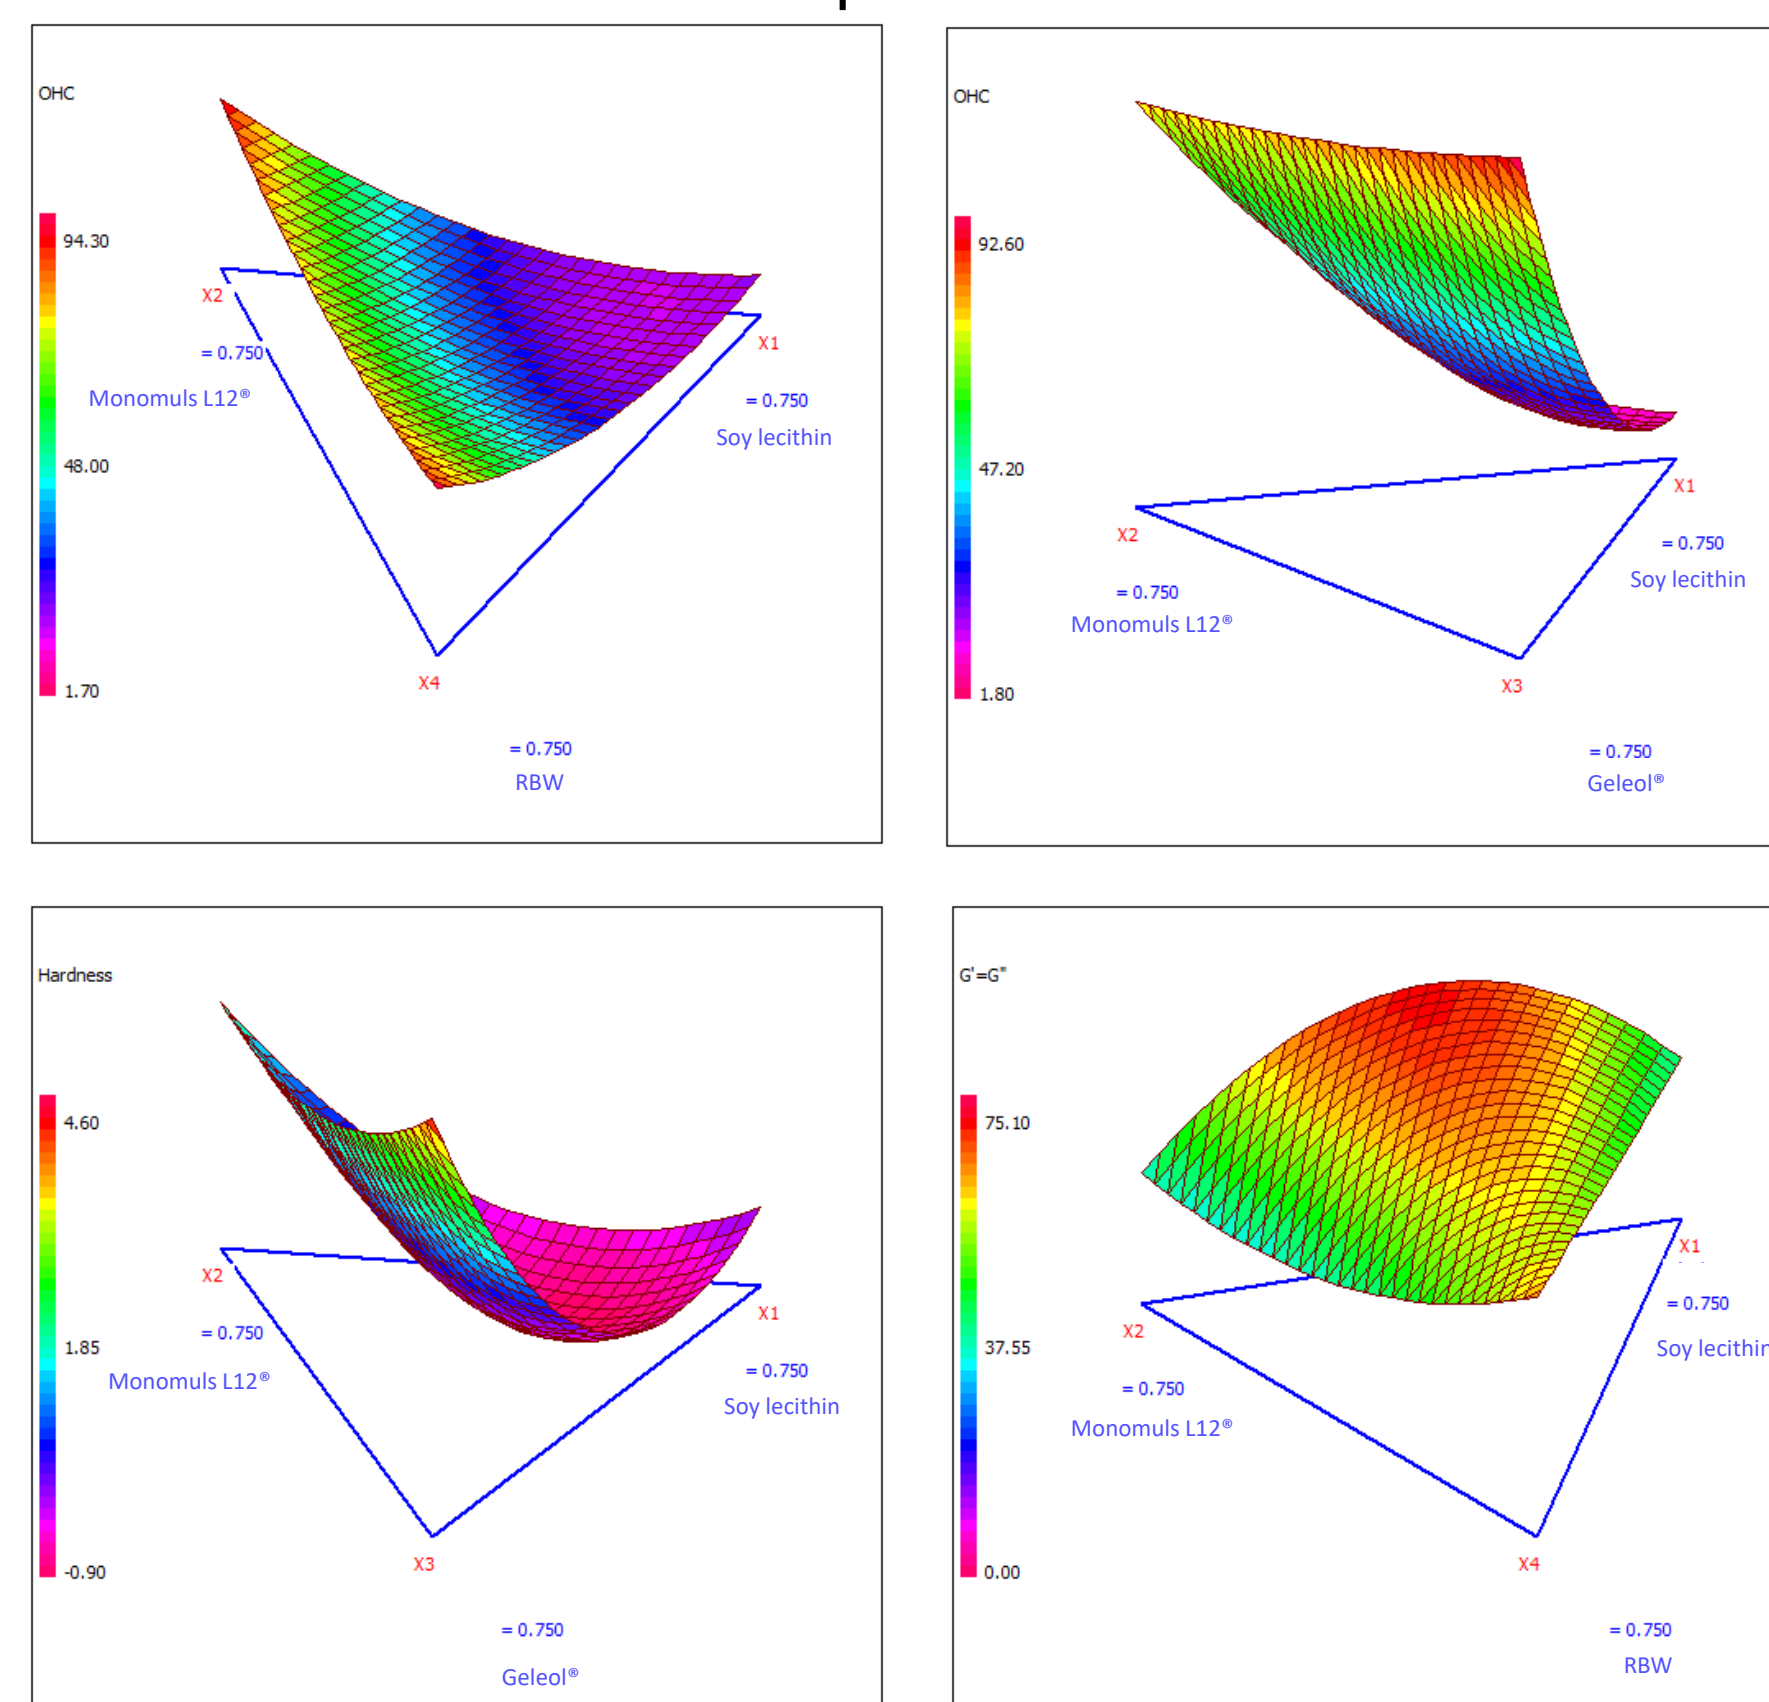 OHC
94.30
48.00
1.70
X2
= 0.750
Monomuls L12®
X1
= 0.750
Soy lecithin
X4
= 0.750
RBW
OHC
92.60
47.20
1.80
X2
= 0.750
Monomuls L12®
X1
= 0.750
Soy lecithin
X3
= 0.750
Geleol®
Hardness
4.60
1.85
-0.90
X2
= 0.750
Monomuls L12®
X1
= 0.750
Soy lecithin
X3
= 0.750
Geleol®
G'=G"
75.10
37.55
0.00
X2
= 0.750
Monomuls L12®
X1
= 0.750
Soy lecithin
X4
= 0.750
RBW